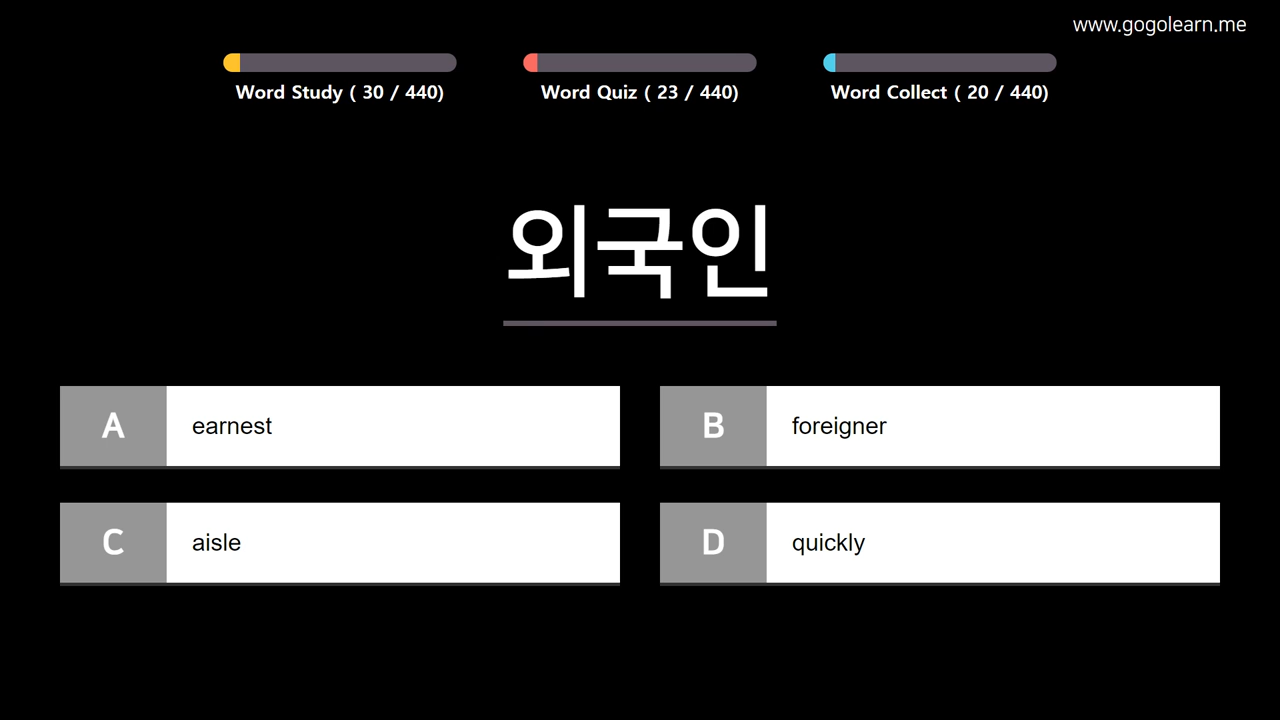 www.gogolearn.me
Word Study ( 30 / 440)
Word Quiz ( 23 / 440)
Word Collect ( 20 / 440)
외국인
A earnest
B foreigner
C aisle
D quickly